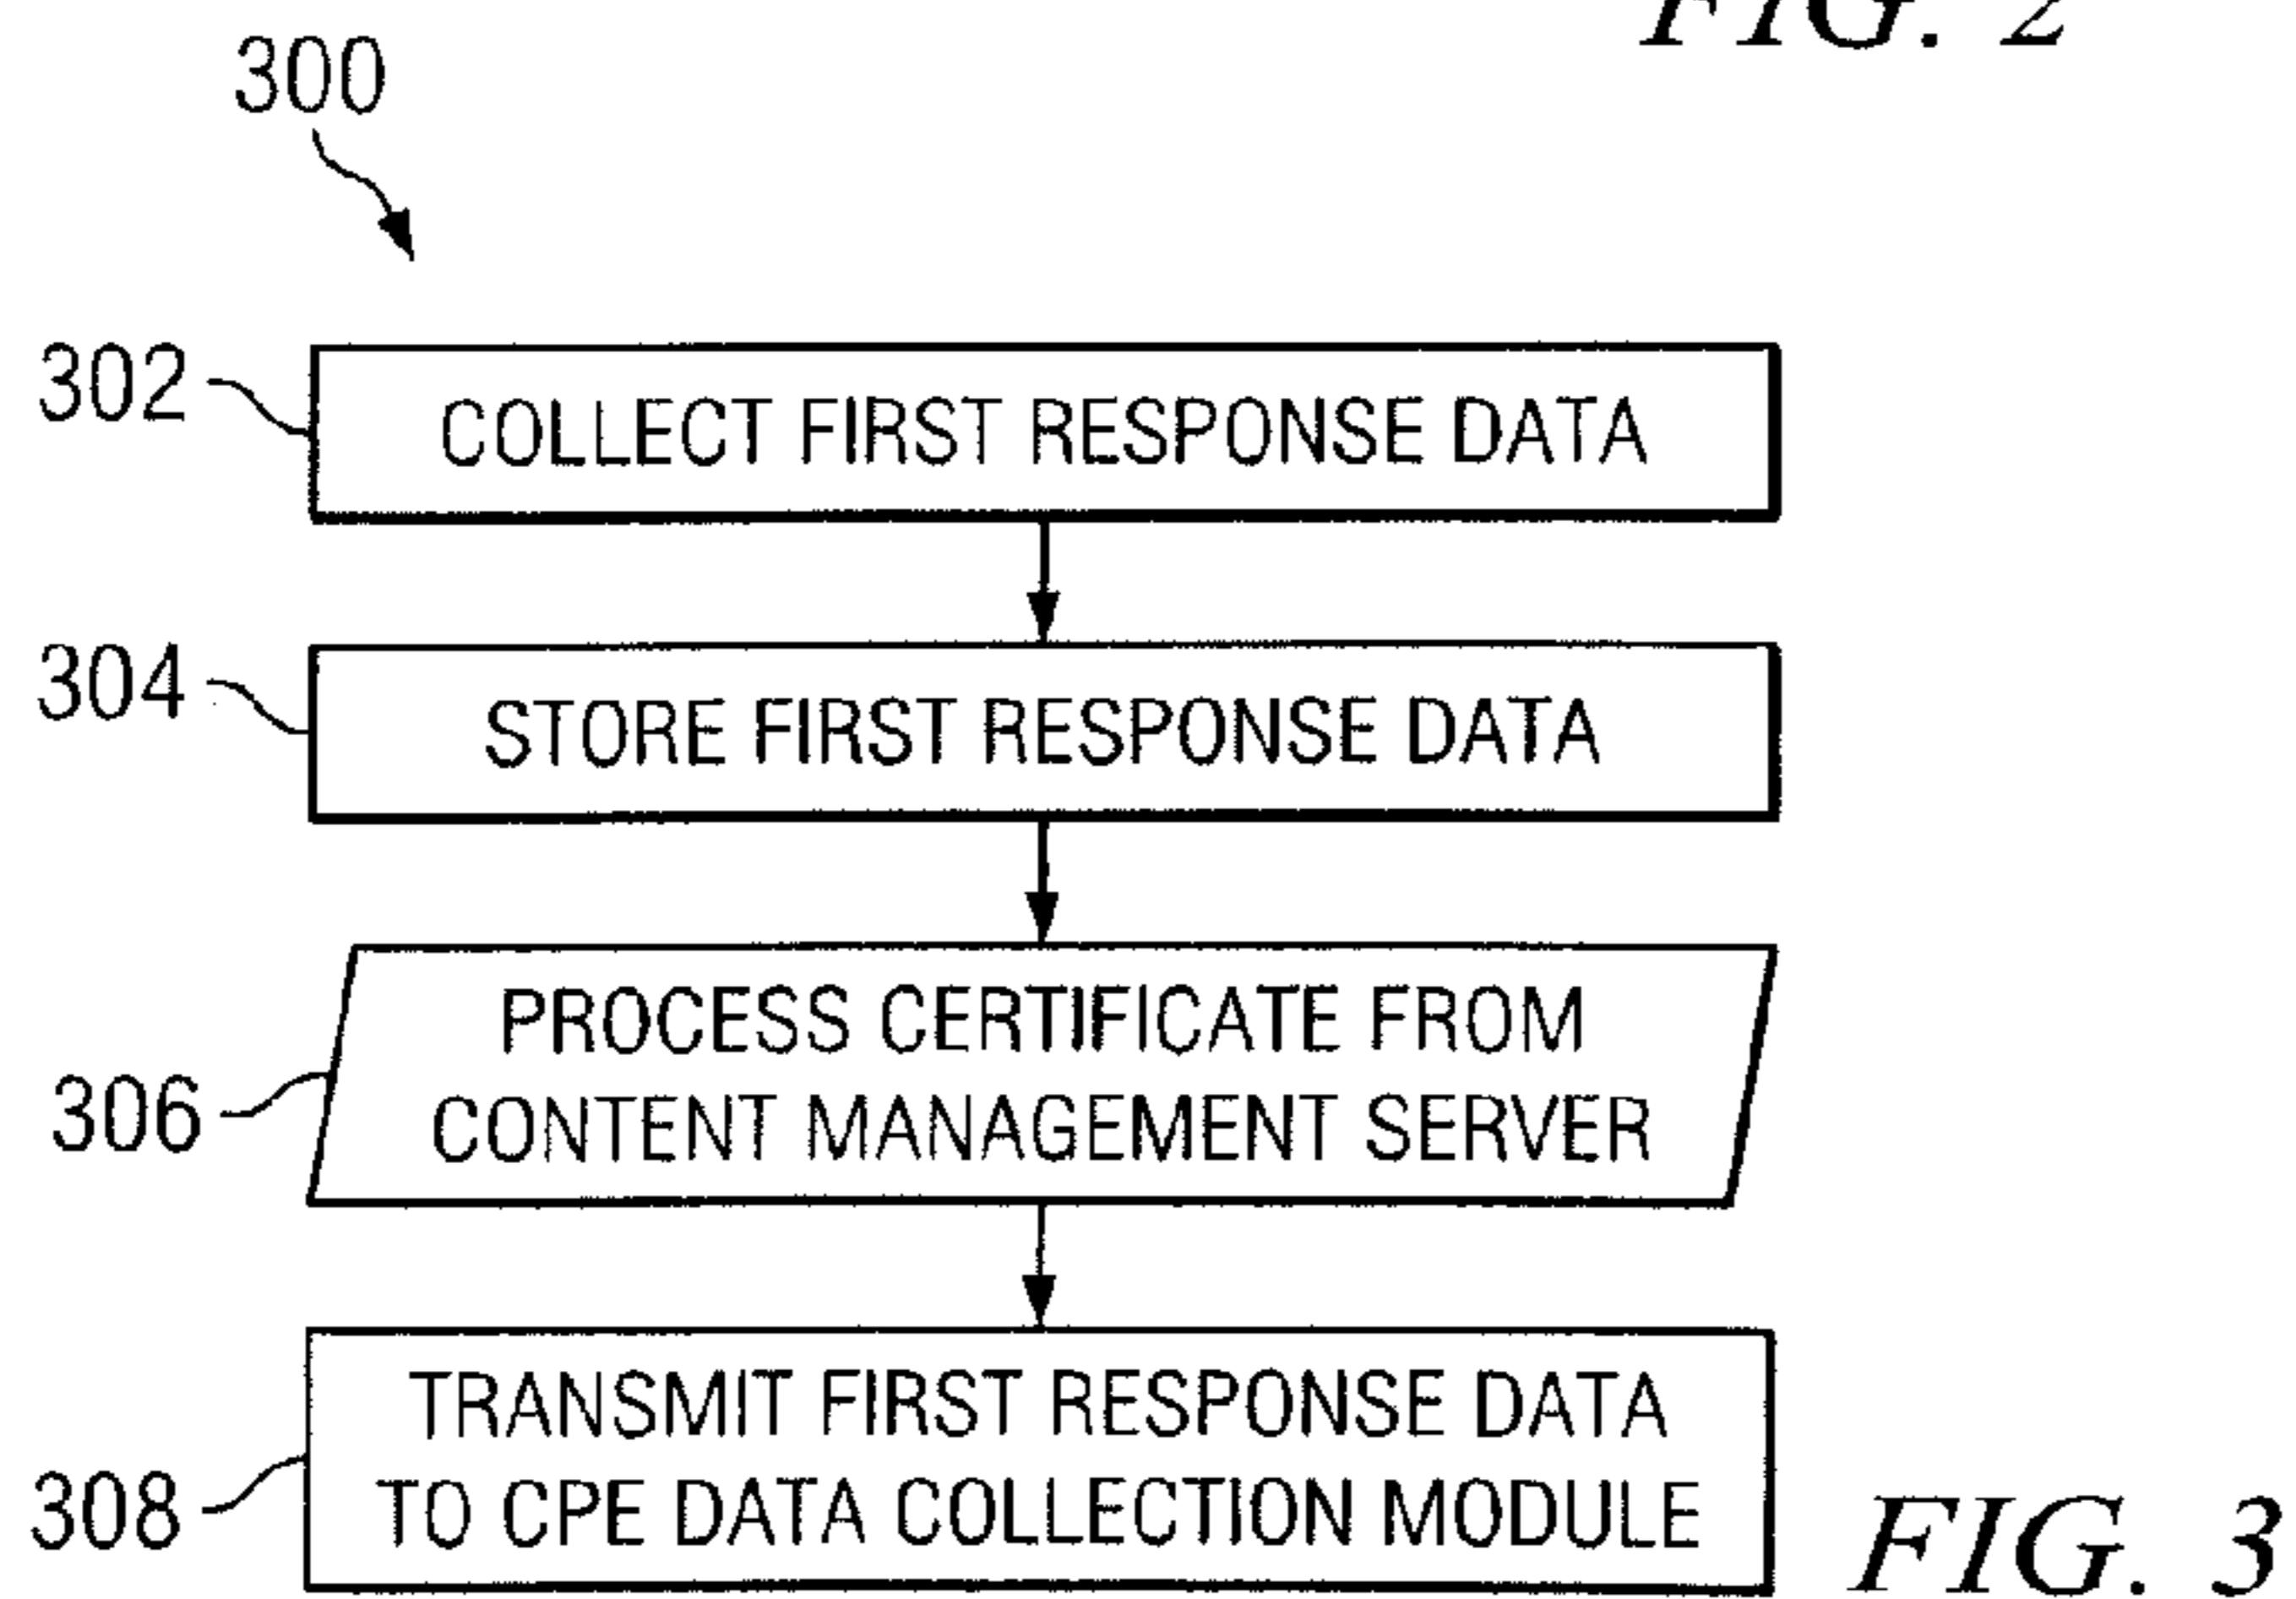 FIG. 2
300
302
COLLECT FIRST RESPONSE DATA
304
STORE FIRST RESPONSE DATA
306
PROCESS CERTIFICATE FROM
CONTENT MANAGEMENT SERVER
308
TRANSMIT FIRST RESPONSE DATA
TO CPE DATA COLLECTION MODULE
FIG. 3